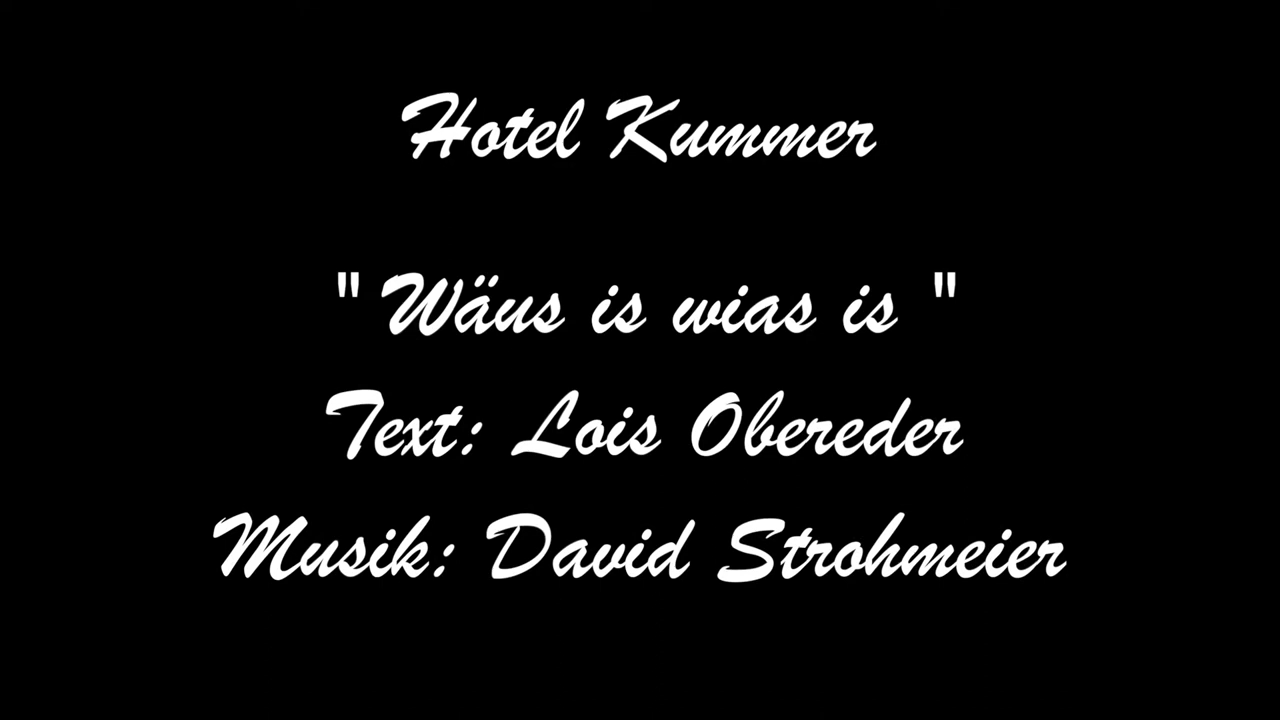 Hotel Kummer
" Wäus is wias is "
Text: Lois Obereder
Musik: David Strohmeier